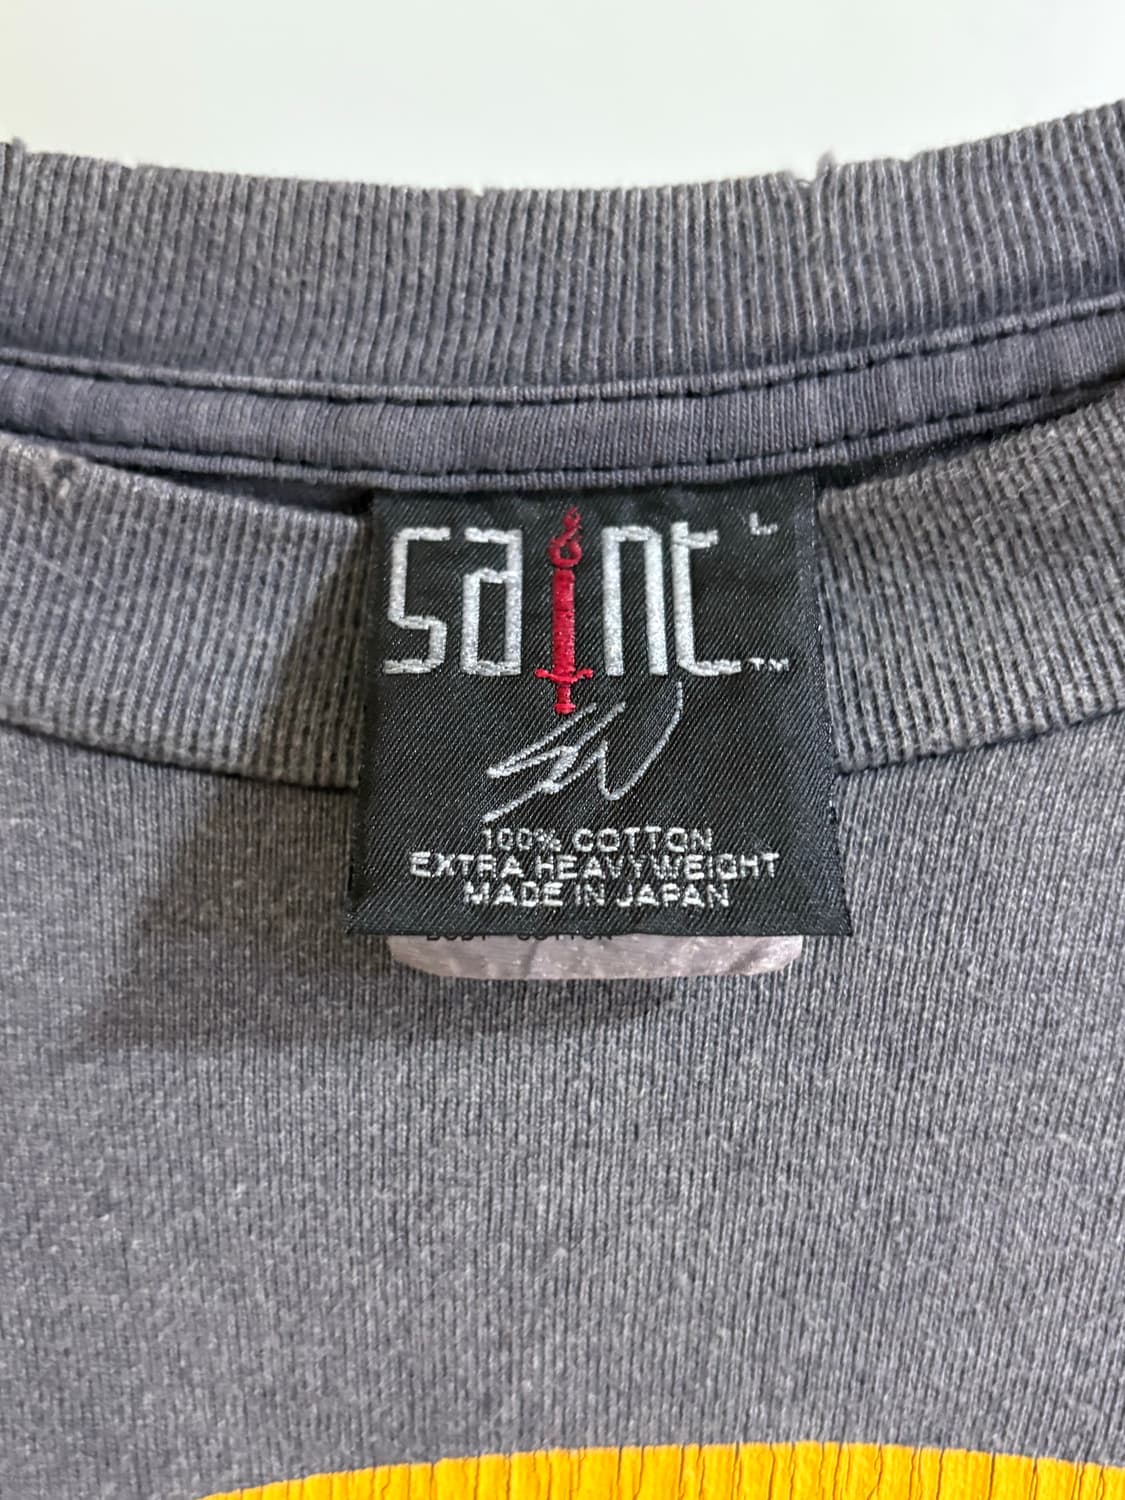 saint L
TM
100% COTTON
EXTRA HEAVYWEIGHT
MADE IN JAPAN